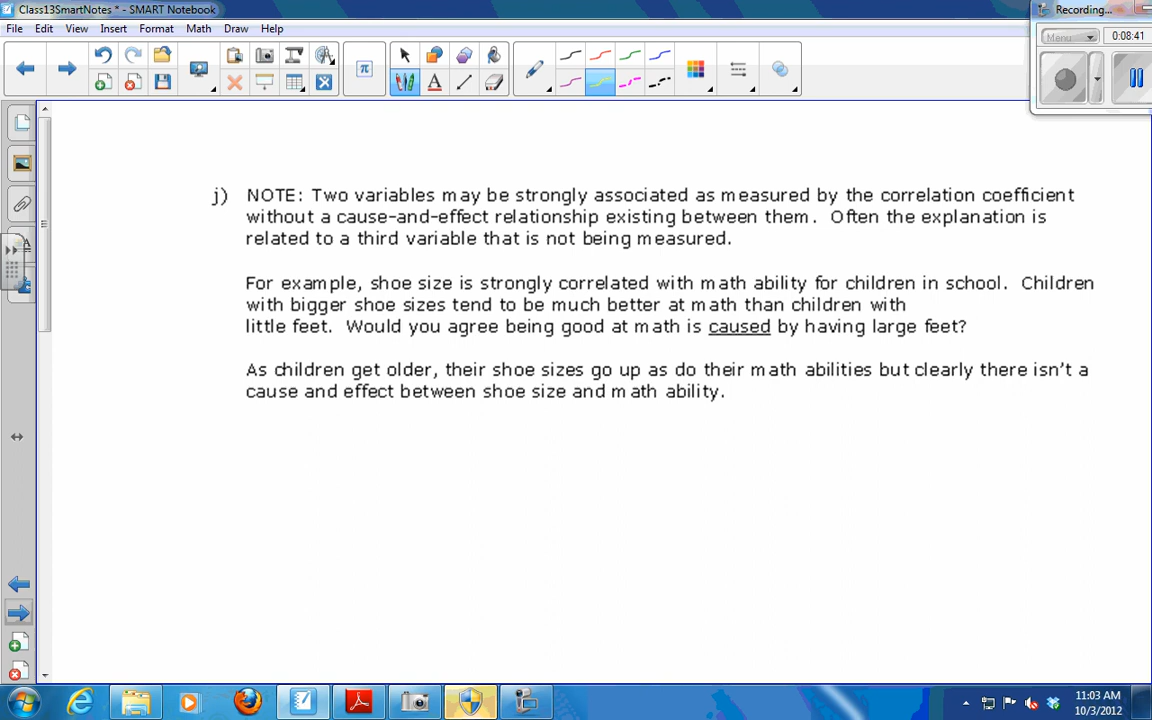 Class13SmartNotes * - SMART Notebook
Recording...
File Edit View Insert Format Math Draw Help
Menu
0:08:41
π
A
j) NOTE: Two variables may be strongly associated as measured by the correlation coefficient
without a cause-and-effect relationship existing between them. Often the explanation is
related to a third variable that is not being measured.
For example, shoe size is strongly correlated with math ability for children in school. Children
with bigger shoe sizes tend to be much better at math than children with
little feet. Would you agree being good at math is caused by having large feet?
As children get older, their shoe sizes go up as do their math abilities but clearly there isn't a
cause and effect between shoe size and math ability.
11:03 AM
10/3/2012